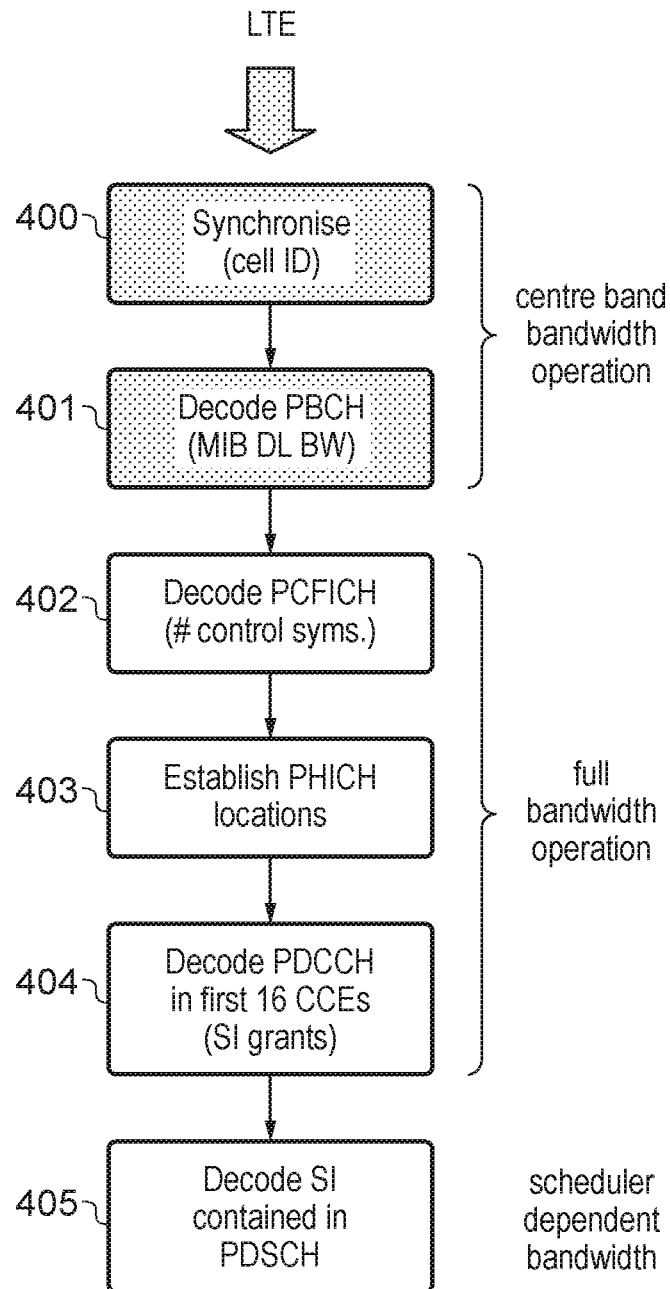 LTE
400
Synchronise
(cell ID)
centre band
bandwidth
operation
401
Decode PBCH
(MIB DL BW)
402
Decode PCFICH
(# control syms.)
403
Establish PHICH
locations
full
bandwidth
operation
404
Decode PDCCH
in first 16 CCEs
(SI grants)
405
Decode SI
contained in
PDSCH
scheduler
dependent
bandwidth